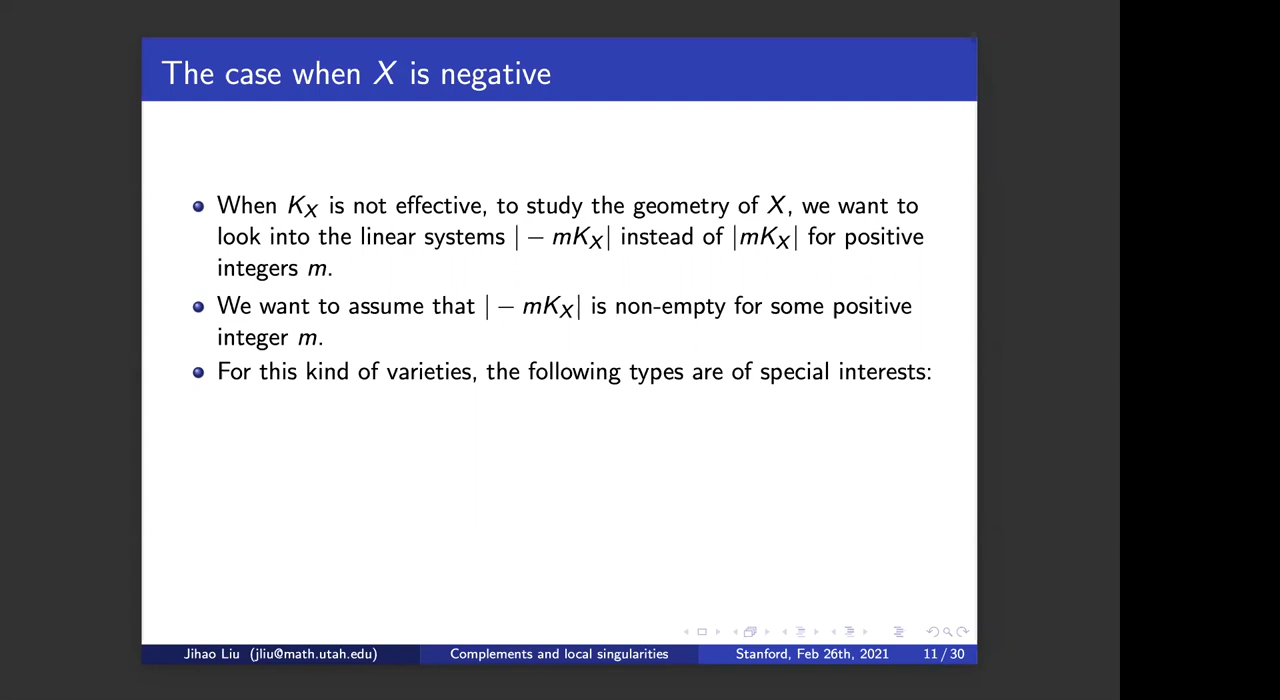 The case when X is negative
When K_X is not effective, to study the geometry of X, we want to
look into the linear systems | − mK_X| instead of |mK_X| for positive
integers m.
We want to assume that | − mK_X| is non-empty for some positive
integer m.
For this kind of varieties, the following types are of special interests:
Jihao Liu (jliu@math.utah.edu) Complements and local singularities Stanford, Feb 26th, 2021 11 / 30